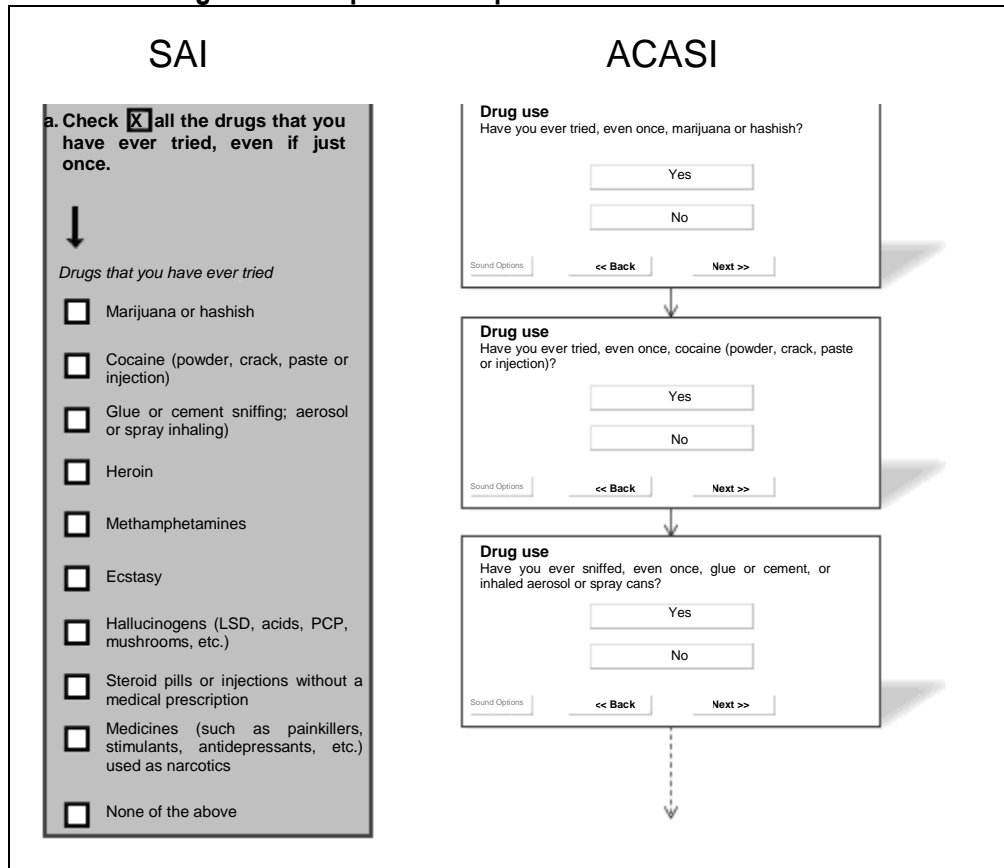 SAI
ACASI
a. Check X all the drugs that you
have ever tried, even if just
once.
Drugs that you have ever tried
Marijuana or hashish
Cocaine (powder, crack, paste or
injection)
Glue or cement sniffing; aerosol
or spray inhaling)
Heroin
Methamphetamines
Ecstasy
Hallucinogens (LSD, acids, PCP,
mushrooms, etc.)
Steroid pills or injections without a
medical prescription
Medicines (such as painkillers,
stimulants, antidepressants, etc.)
used as narcotics
None of the above
Drug use
Have you ever tried, even once, marijuana or hashish?
Yes
No
Sound Options << Back Next >>
Drug use
Have you ever tried, even once, cocaine (powder, crack, paste
or injection)?
Yes
No
Sound Options << Back Next >>
Drug use
Have you ever sniffed, even once, glue or cement, or
inhaled aerosol or spray cans?
Yes
No
Sound Options << Back Next >>